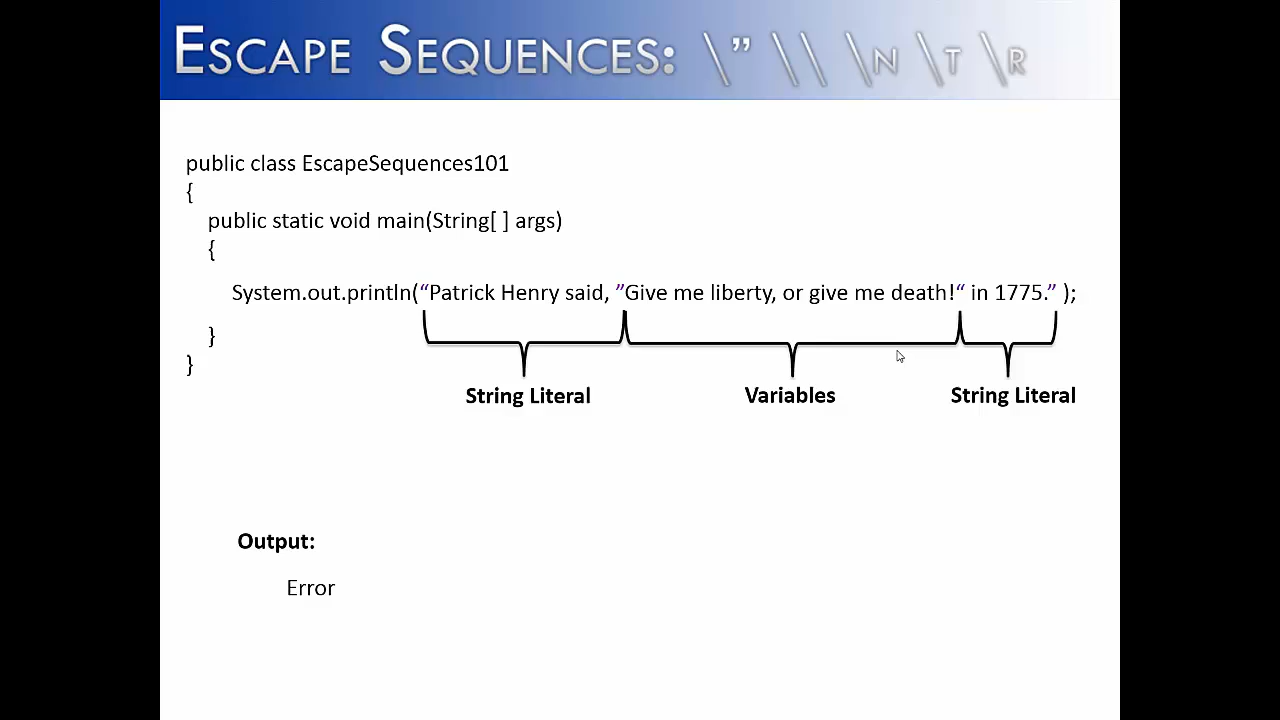 ESCAPE SEQUENCES: \” \\ \N \T \R
public class EscapeSequences101
{
public static void main(String[ ] args)
{
System.out.println(“Patrick Henry said, ”Give me liberty, or give me death!“ in 1775.” );
}
}
String Literal Variables String Literal
Output:
Error